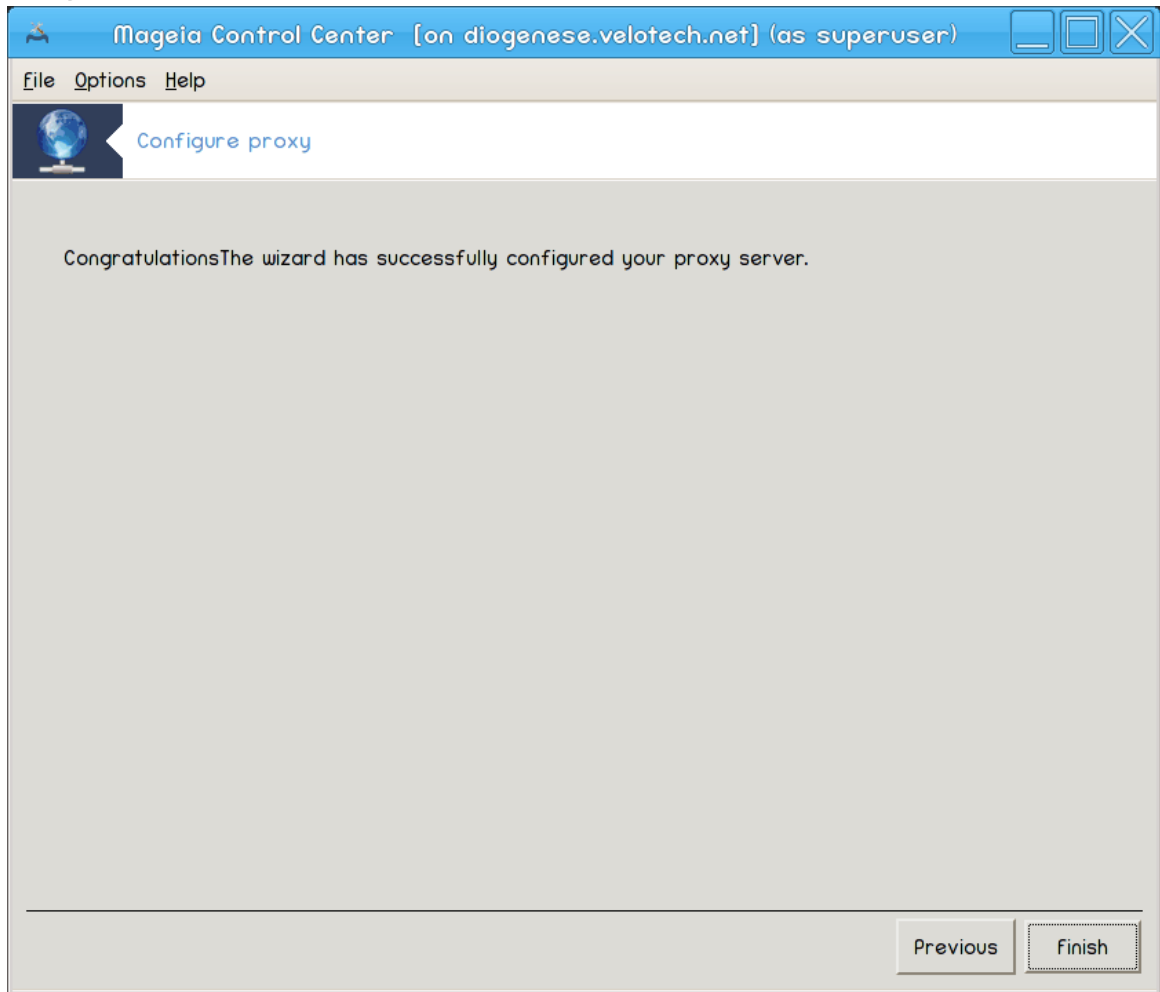 Mageia Control Center [on diogenese.velotech.net] (as superuser)
File Options Help
Configure proxy
CongratulationsThe wizard has successfully configured your proxy server.
Previous Finish